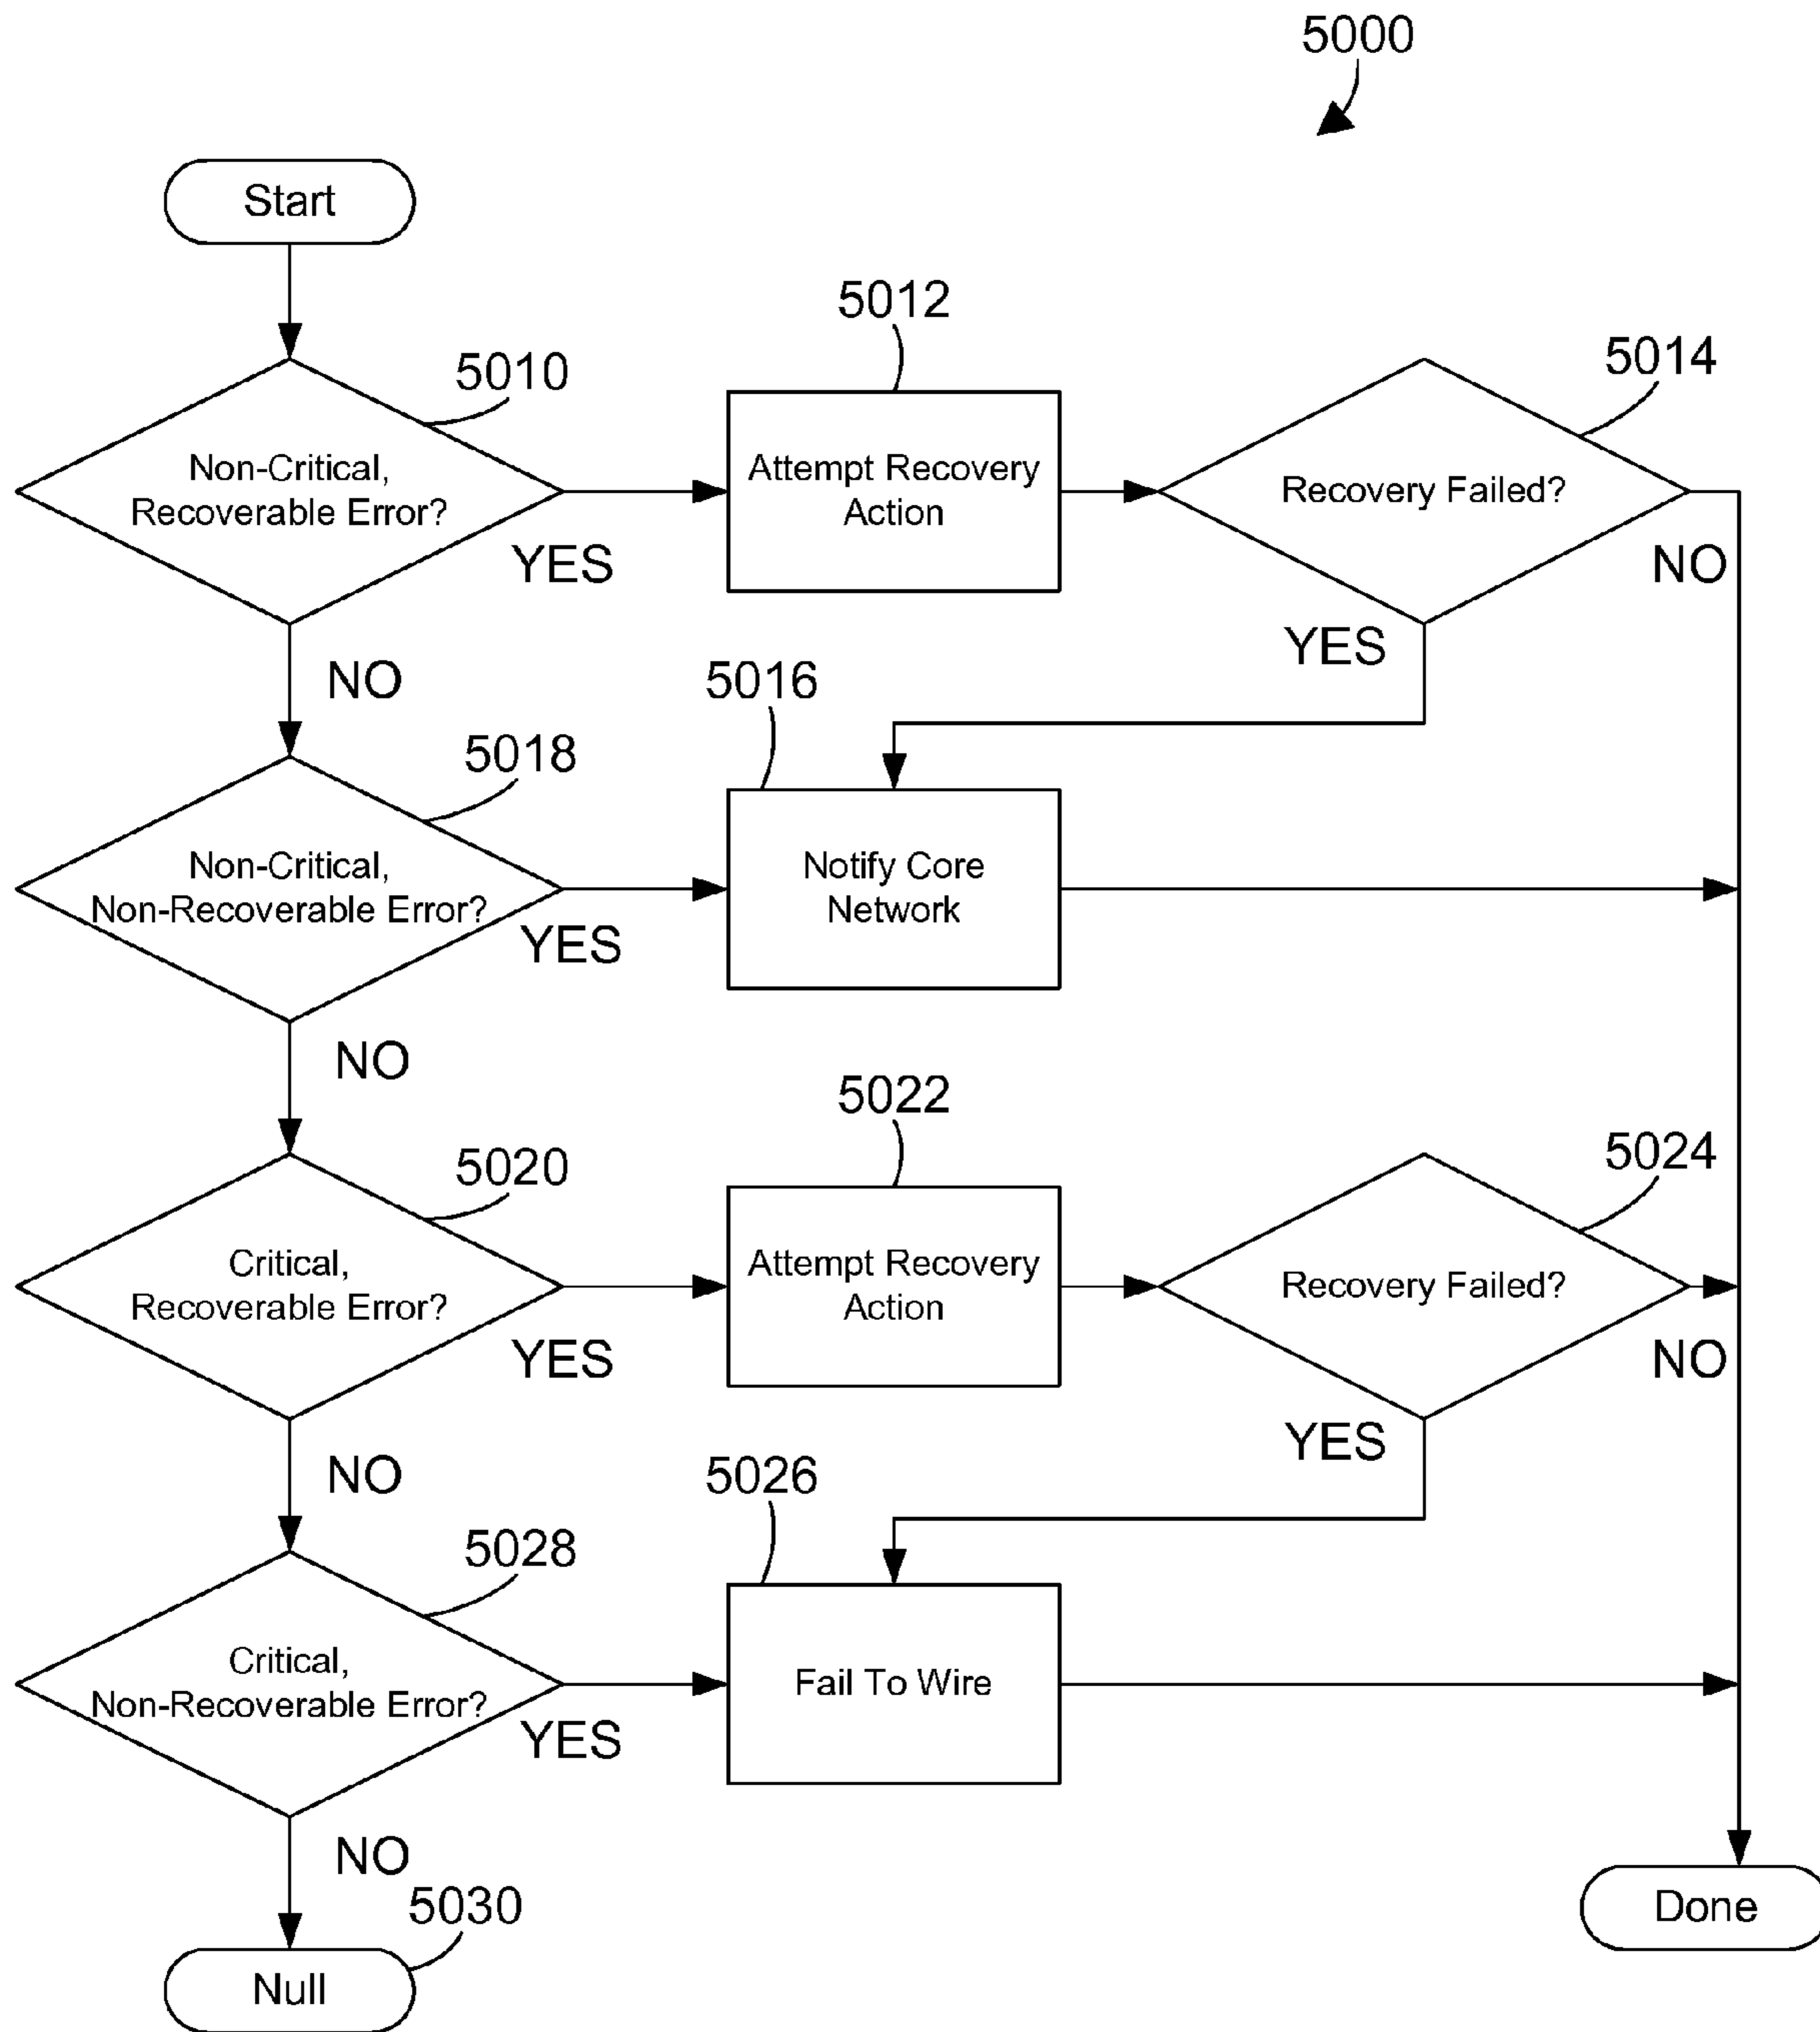 5000
Start
5010
Non-Critical,
Recoverable Error?
YES
NO
5012
Attempt Recovery
Action
5014
Recovery Failed?
NO
YES
5018
Non-Critical,
Non-Recoverable Error?
YES
NO
5016
Notify Core
Network
5020
Critical,
Recoverable Error?
YES
NO
5022
Attempt Recovery
Action
5024
Recovery Failed?
NO
YES
5028
Critical,
Non-Recoverable Error?
YES
NO
5026
Fail To Wire
5030
Null
Done